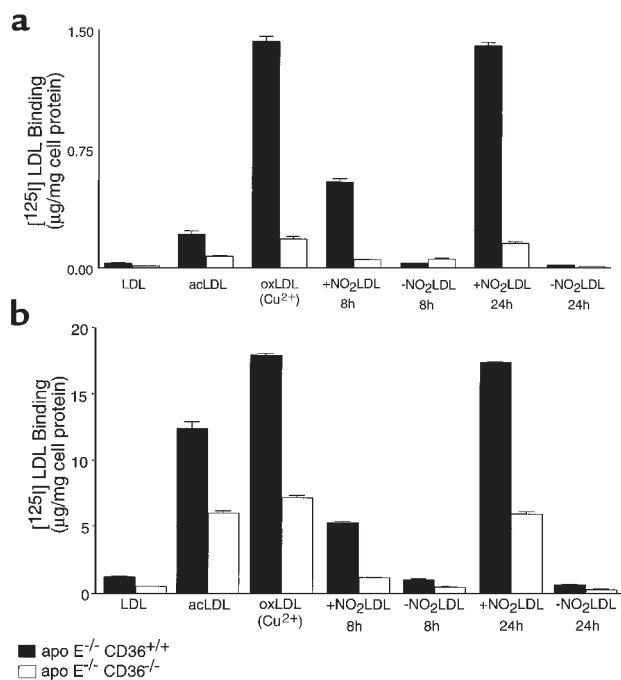 a
[125I] LDL Binding
(µg/mg cell protein)
1.50
0.75
0.00
LDL acLDL oxLDL +NO2LDL -NO2LDL +NO2LDL -NO2LDL
(Cu2+) 8h 8h 24h 24h
b
[125I] LDL Binding
(µg/mg cell protein)
20
15
10
5
0
LDL acLDL oxLDL +NO2LDL -NO2LDL +NO2LDL -NO2LDL
(Cu2+) 8h 8h 24h 24h
apo E-/- CD36+/+
apo E-/- CD36-/-